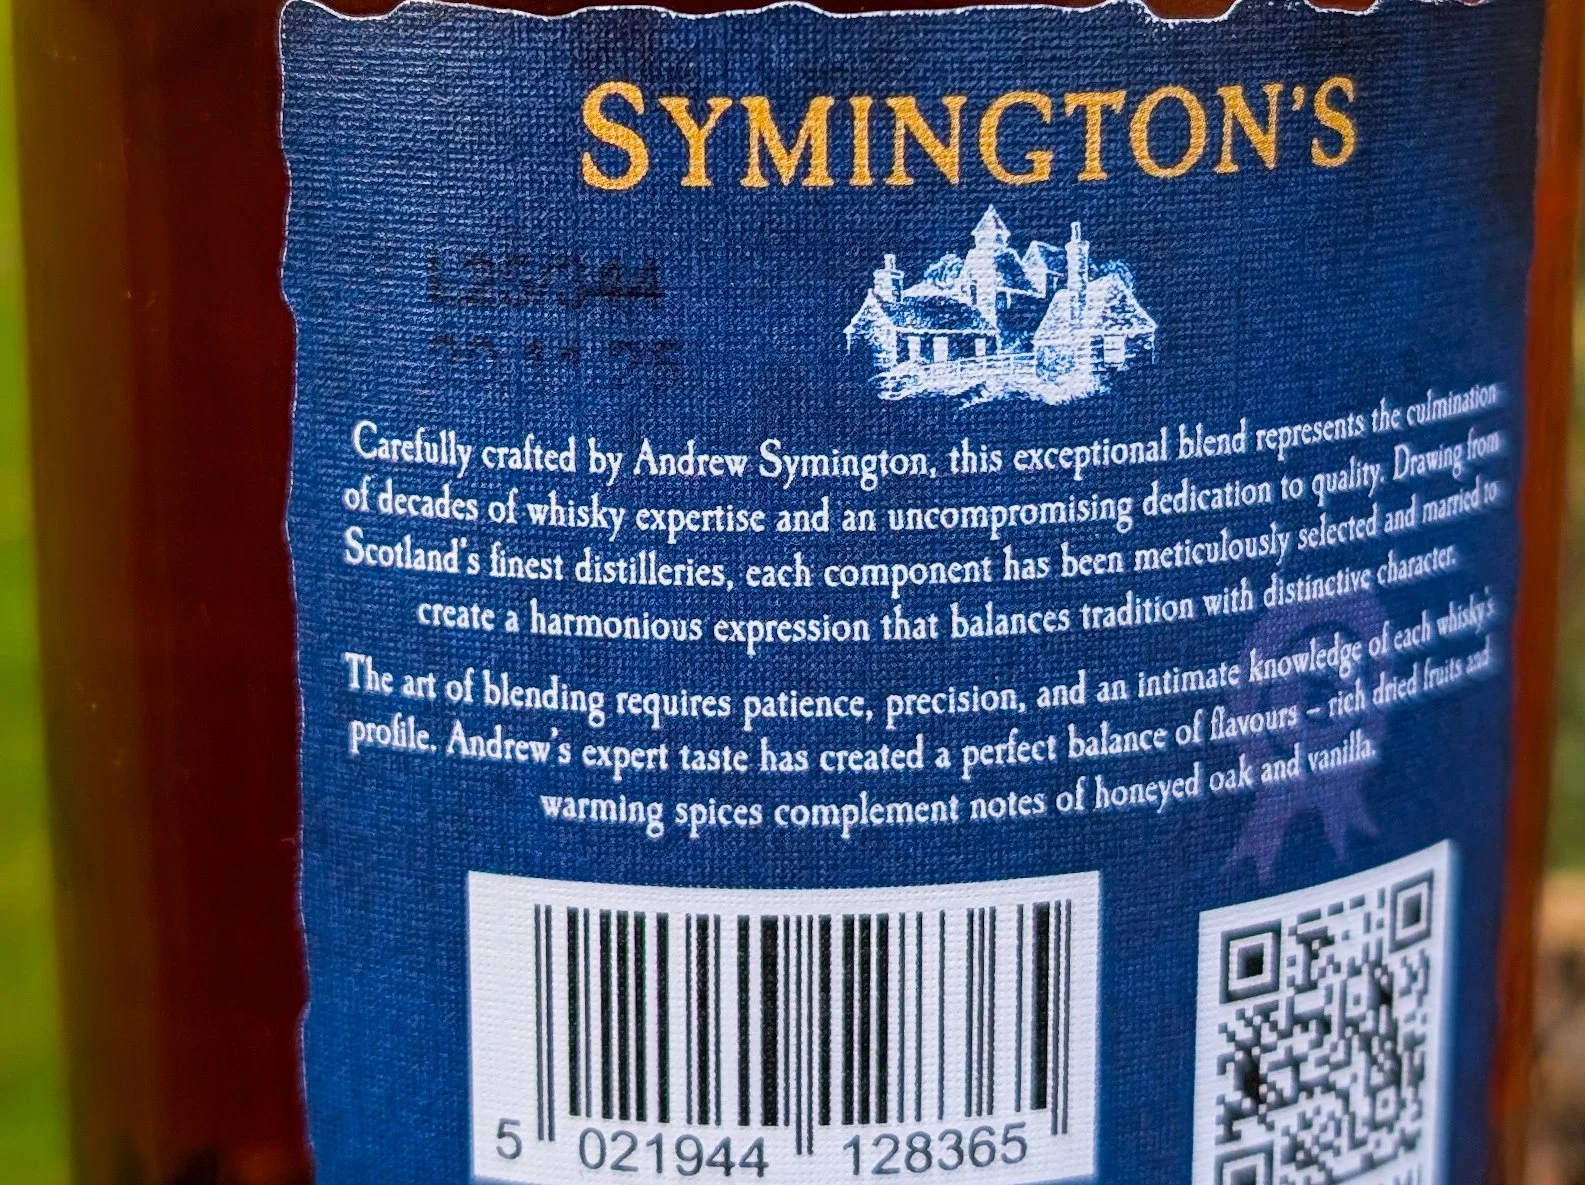 SYMINGTON'S
Carefully crafted by Andrew Symington, this exceptional blend represents the culmination
of decades of whisky expertise and an uncompromising dedication to quality. Drawing from
Scotland's finest distilleries, each component has been meticulously selected and married to
create a harmonious expression that balances tradition with distinctive character.
The art of blending requires patience, precision, and an intimate knowledge of each whisky's
profile. Andrew's expert taste has created a perfect balance of flavours – rich dried fruits and
warming spices complement notes of honeyed oak and vanilla.
5 021944 128365